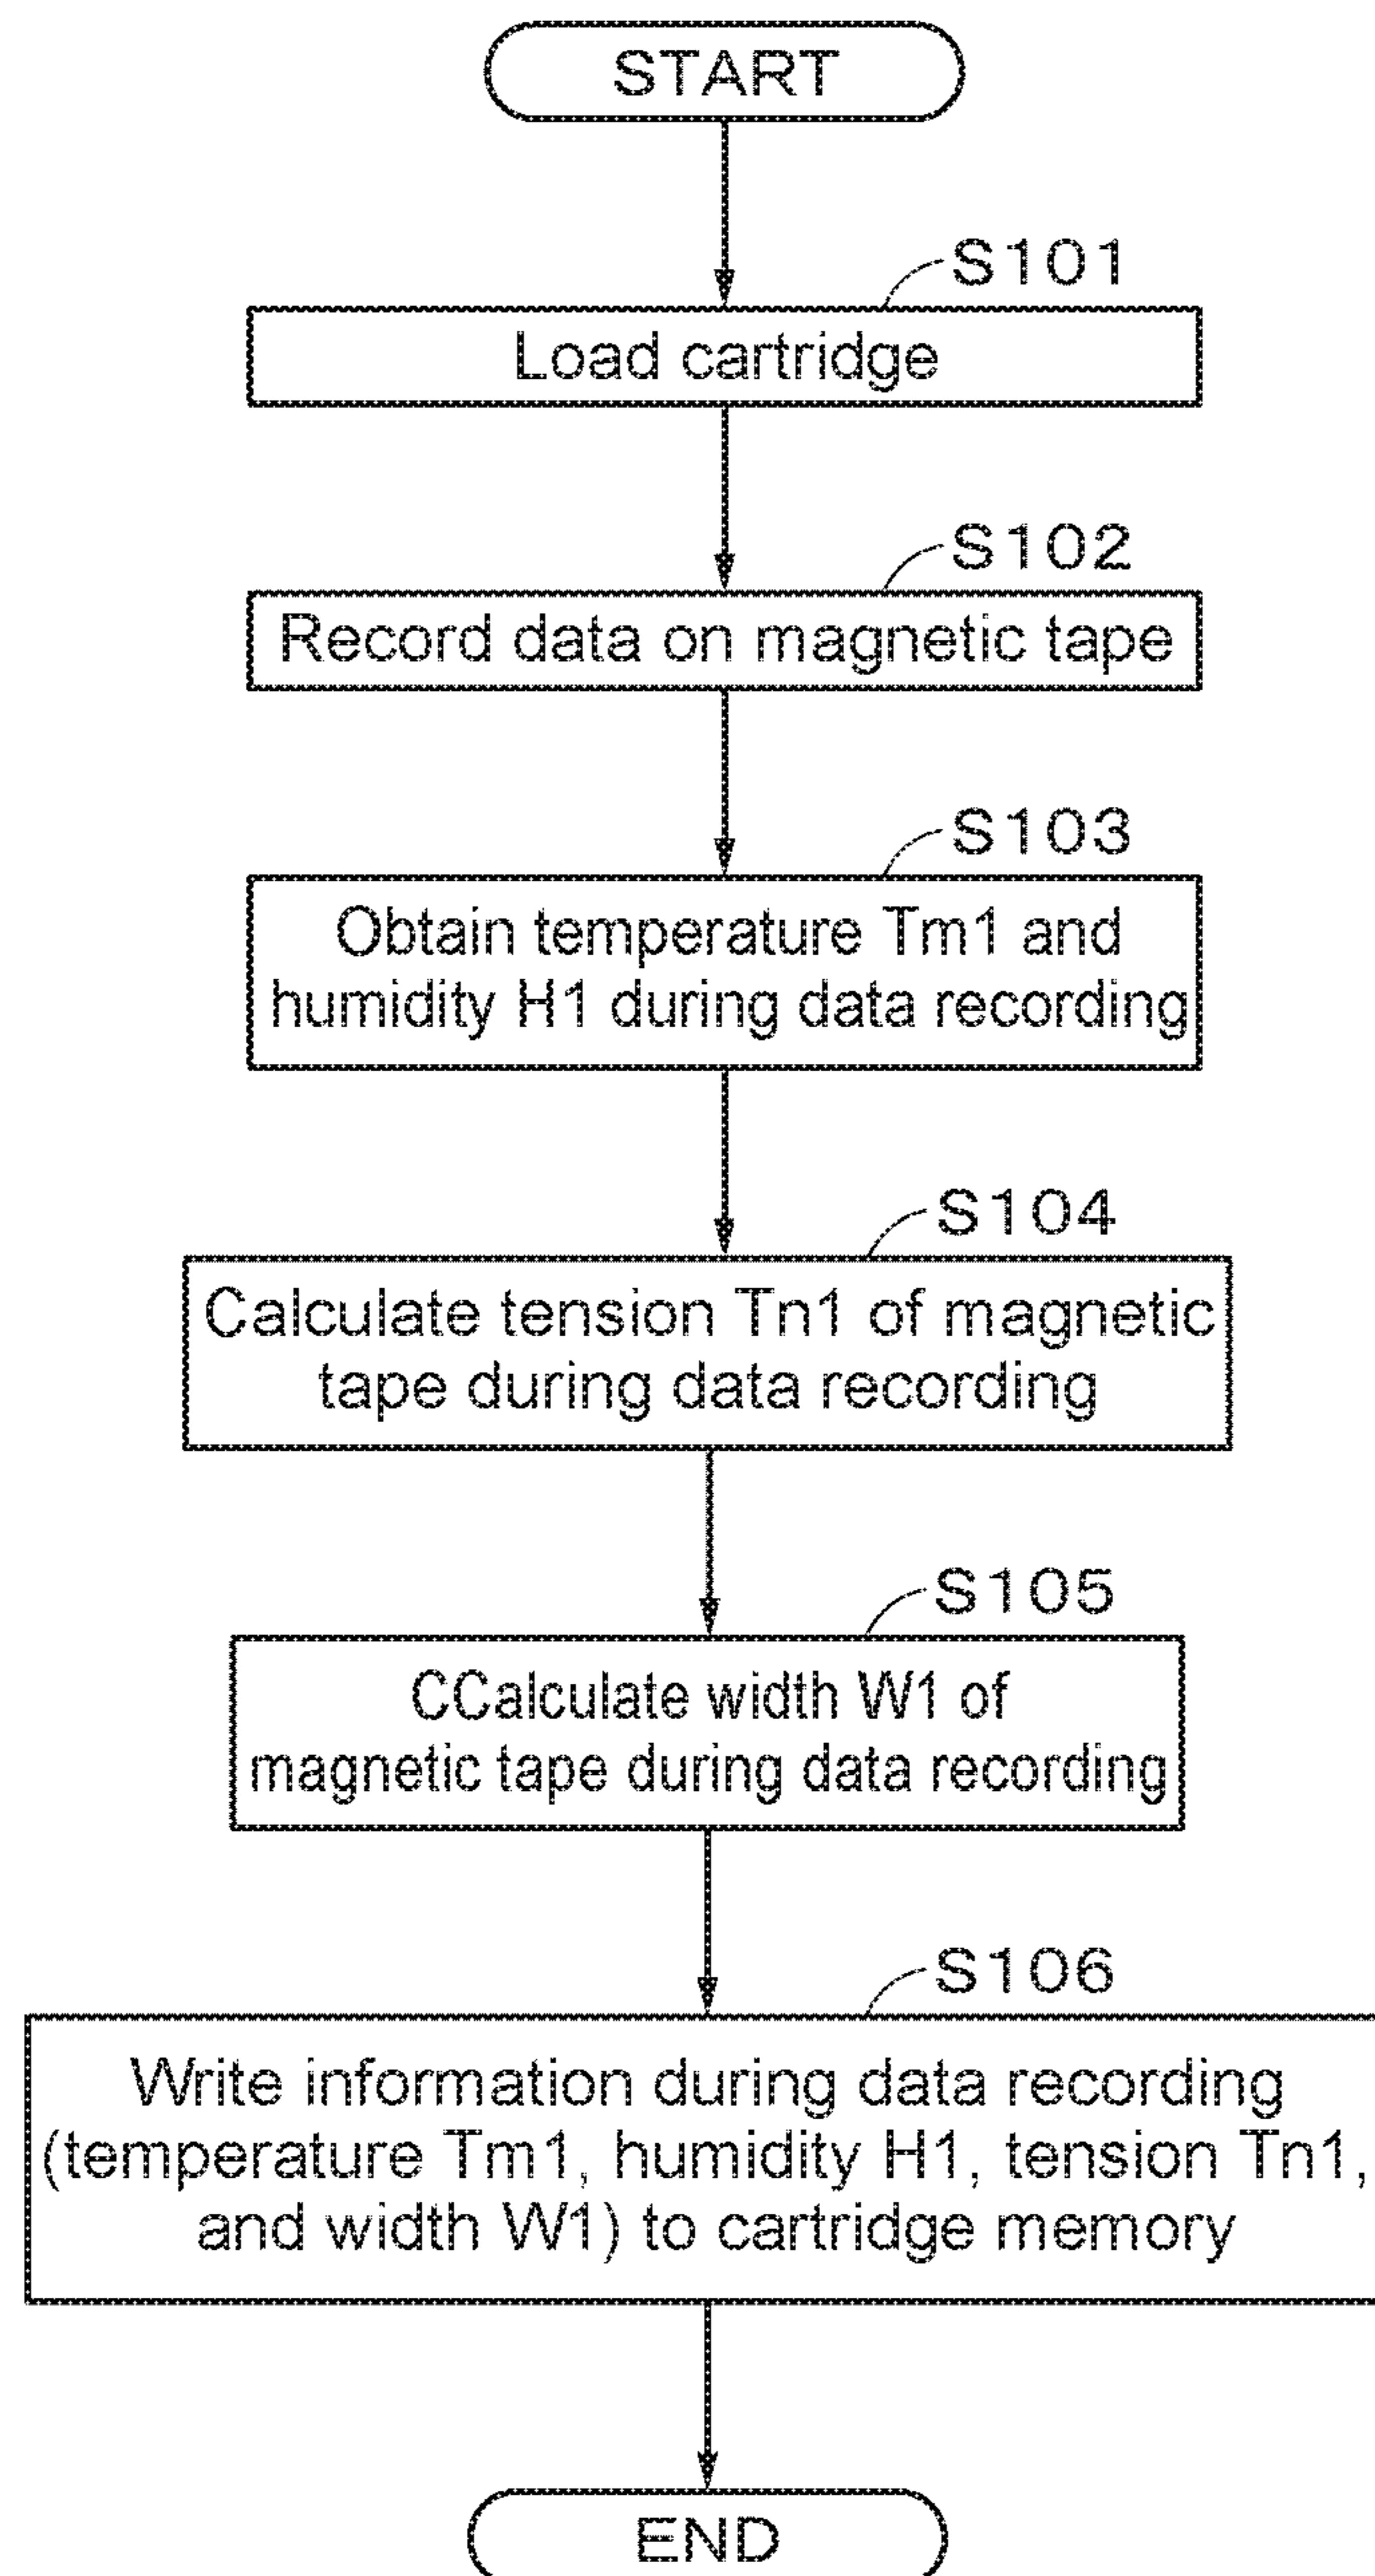 START
S101
Load cartridge
S102
Record data on magnetic tape
S103
Obtain temperature Tm1 and
humidity H1 during data recording
S104
Calculate tension Tn1 of magnetic
tape during data recording
S105
CCalculate width W1 of
magnetic tape during data recording
S106
Write information during data recording
(temperature Tm1, humidity H1, tension Tn1,
and width W1) to cartridge memory
END